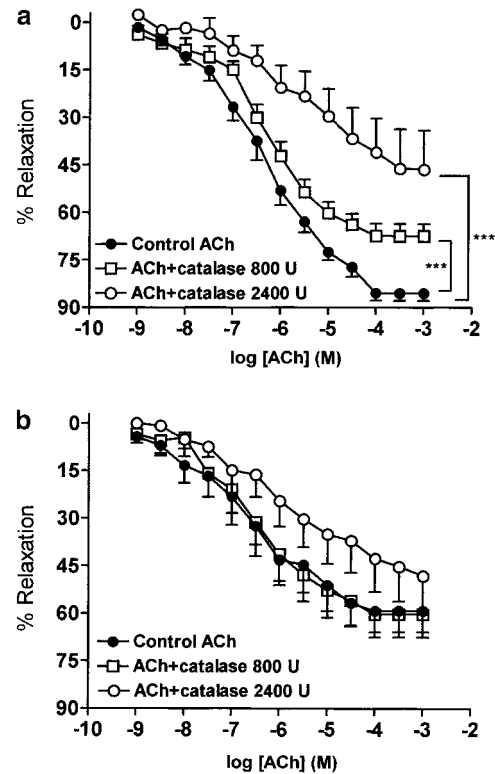 a
0
15
30
45
60
75
90
% Relaxation
Control ACh
ACh+catalase 800 U
ACh+catalase 2400 U
***
***
-10 -9 -8 -7 -6 -5 -4 -3 -2
log [ACh] (M)
b
0
15
30
45
60
75
90
% Relaxation
Control ACh
ACh+catalase 800 U
ACh+catalase 2400 U
-10 -9 -8 -7 -6 -5 -4 -3 -2
log [ACh] (M)